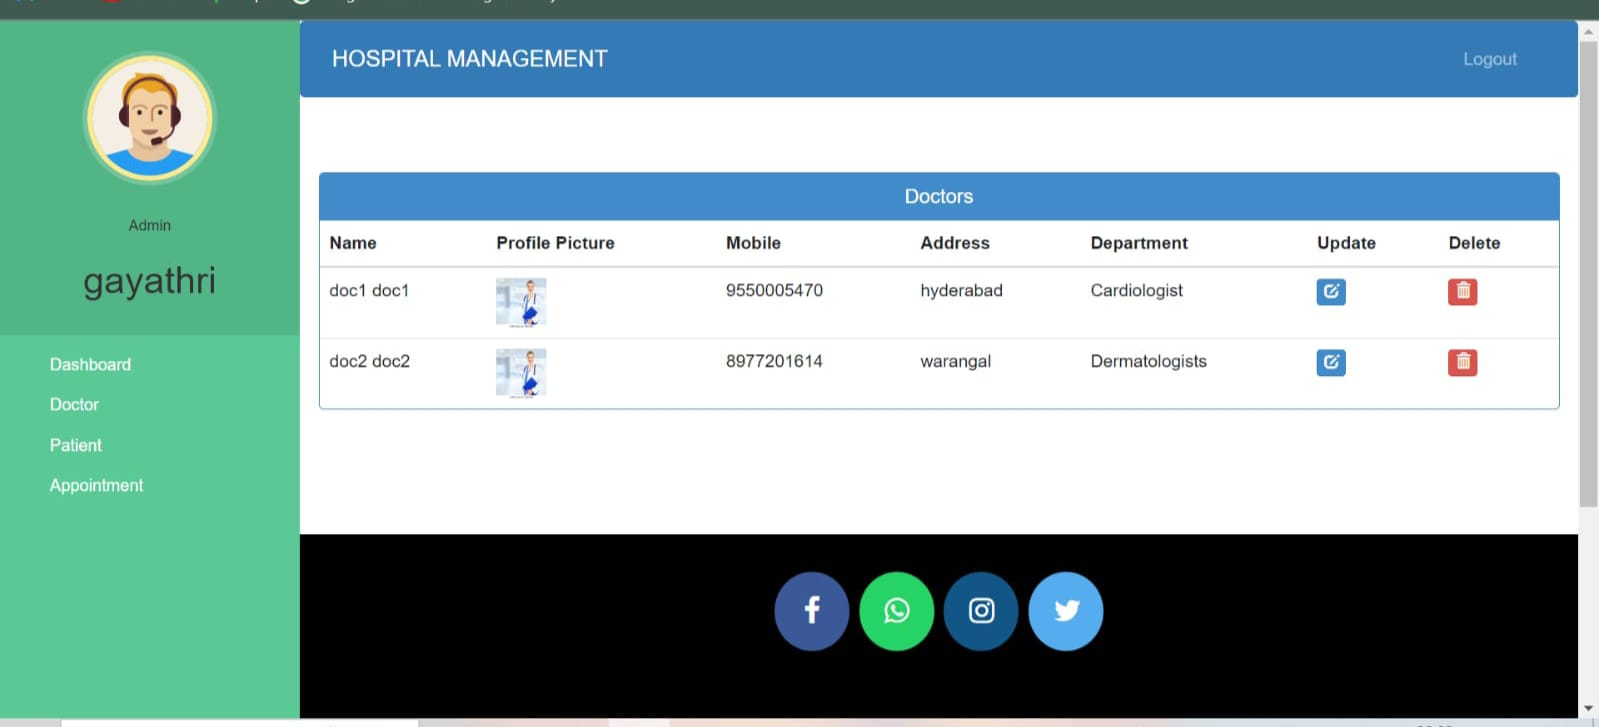 HOSPITAL MANAGEMENT
Logout
Admin
gayathri
Dashboard
Doctor
Patient
Appointment
Doctors
Name Profile Picture Mobile Address Department Update Delete
doc1 doc1 9550005470 hyderabad Cardiologist
doc2 doc2 8977201614 warangal Dermatologists